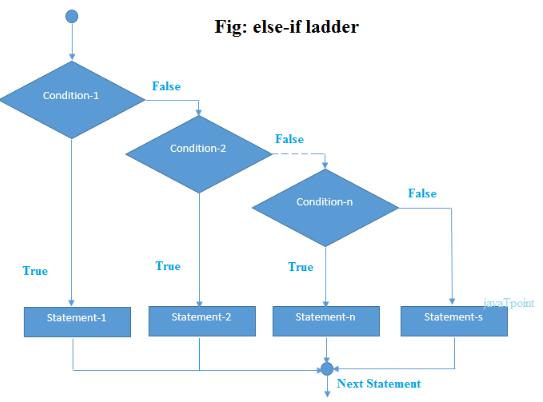 Fig: else-if ladder
Condition-1
False
Condition-2
False
Condition-n
False
True
True
True
javaTpoint
Statement-1
Statement-2
Statement-n
Statement-s
Next Statement